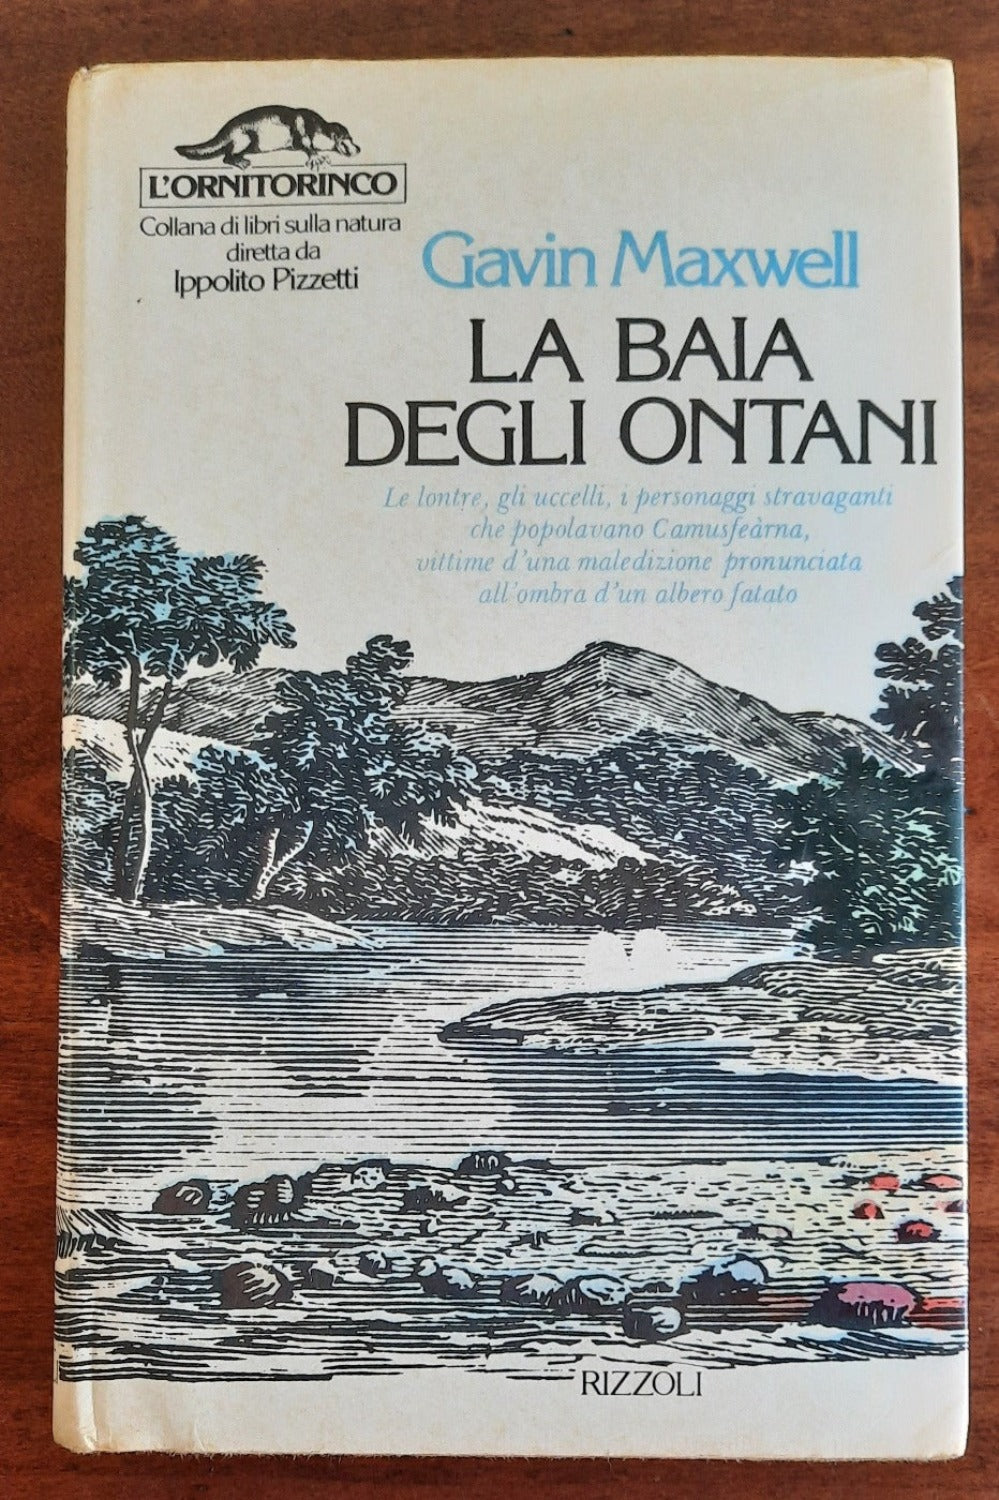 L'ORNITORINCO
Collana di libri sulla natura
diretta da
Ippolito Pizzetti
Gavin Maxwell
LA BAIA
DEGLI ONTANI
Le lontre, gli uccelli, i personaggi stravaganti
che popolavano Camusfeàrna,
vittime d'una maledizione pronunciata
all'ombra d'un albero fatato
RIZZOLI